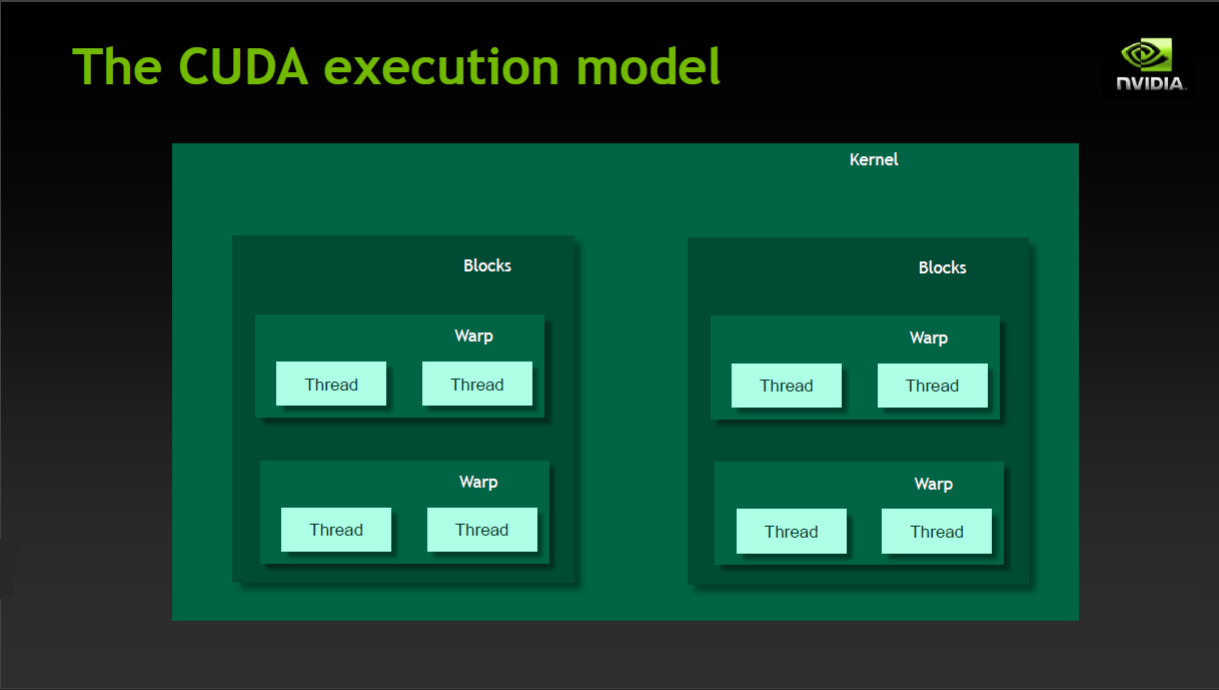 The CUDA execution model
NVIDIA
Kernel
Blocks
Warp
Thread Thread
Warp
Thread Thread
Blocks
Warp
Thread Thread
Warp
Thread Thread